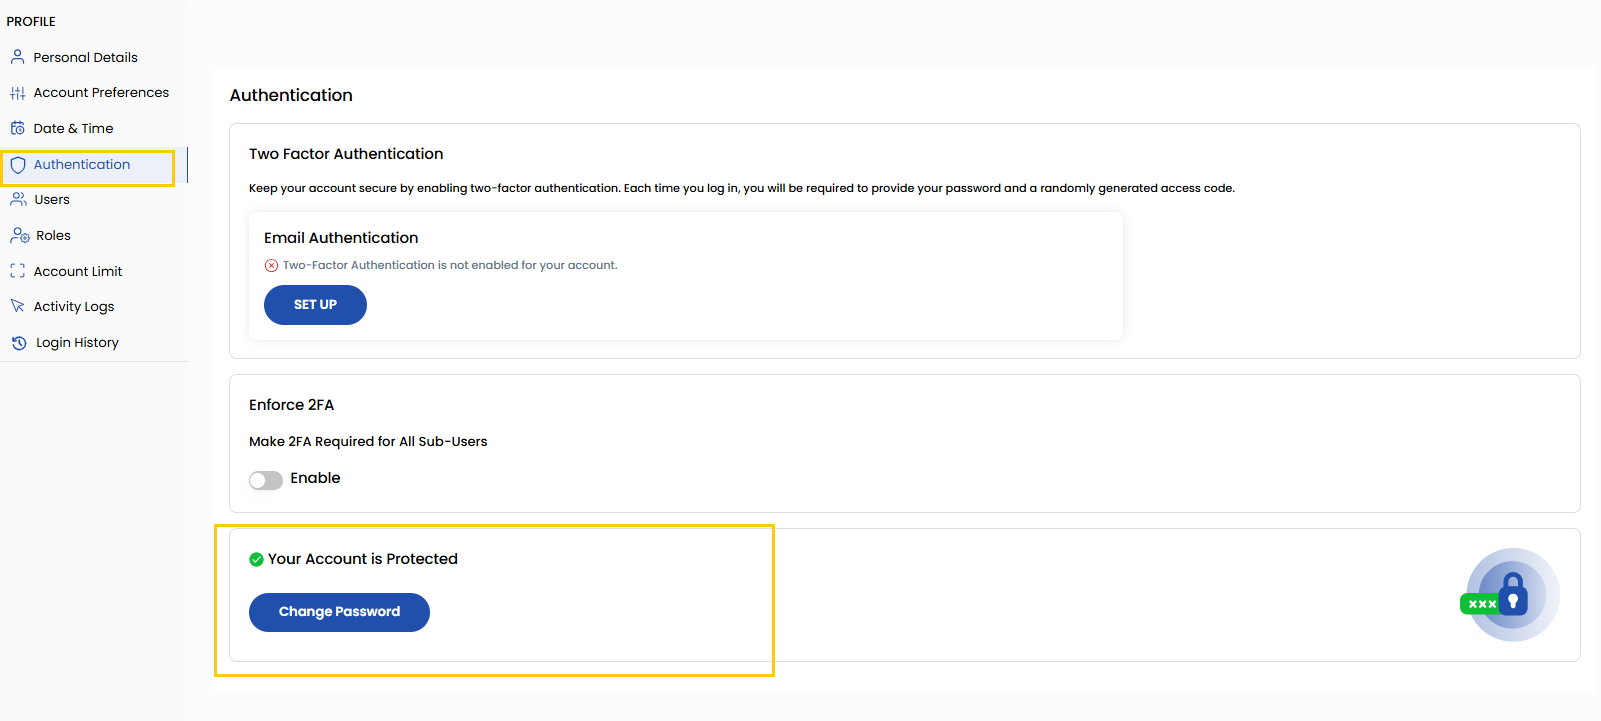 PROFILE
Personal Details
Account Preferences
Date & Time
Authentication
Users
Roles
Account Limit
Activity Logs
Login History
Authentication
Two Factor Authentication
Keep your account secure by enabling two-factor authentication. Each time you log in, you will be required to provide your password and a randomly generated access code.
Email Authentication
Two-Factor Authentication is not enabled for your account.
SET UP
Enforce 2FA
Make 2FA Required for All Sub-Users
Enable
Your Account is Protected
Change Password
xxx